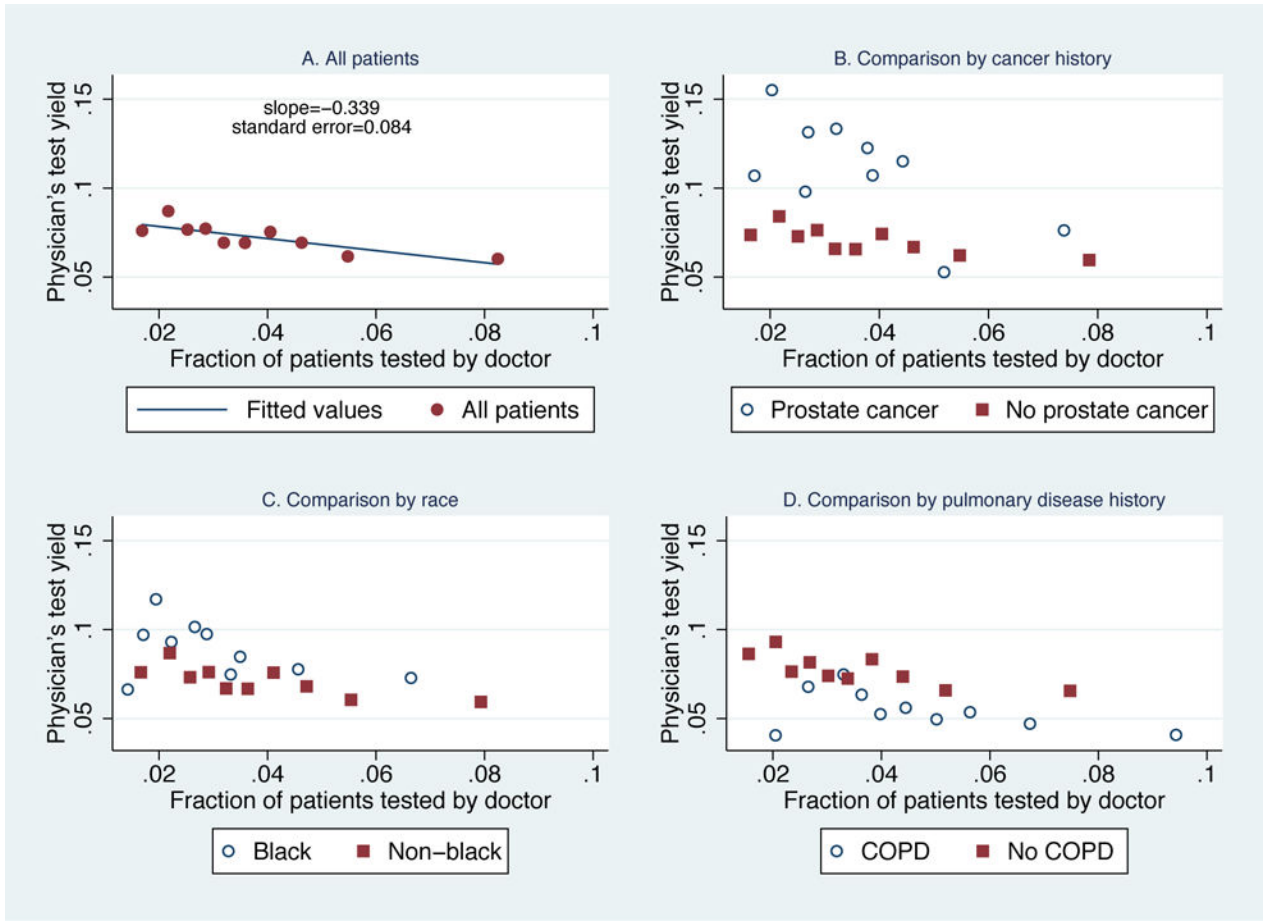 A. All patients
Physician's test yield
.05 .1 .15
slope=−0.339
standard error=0.084
.02 .04 .06 .08 .1
Fraction of patients tested by doctor
Fitted values All patients
B. Comparison by cancer history
Physician's test yield
.05 .1 .15
.02 .04 .06 .08 .1
Fraction of patients tested by doctor
Prostate cancer No prostate cancer
C. Comparison by race
Physician's test yield
.05 .1 .15
.02 .04 .06 .08 .1
Fraction of patients tested by doctor
Black Non−black
D. Comparison by pulmonary disease history
Physician's test yield
.05 .1 .15
.02 .04 .06 .08 .1
Fraction of patients tested by doctor
COPD No COPD